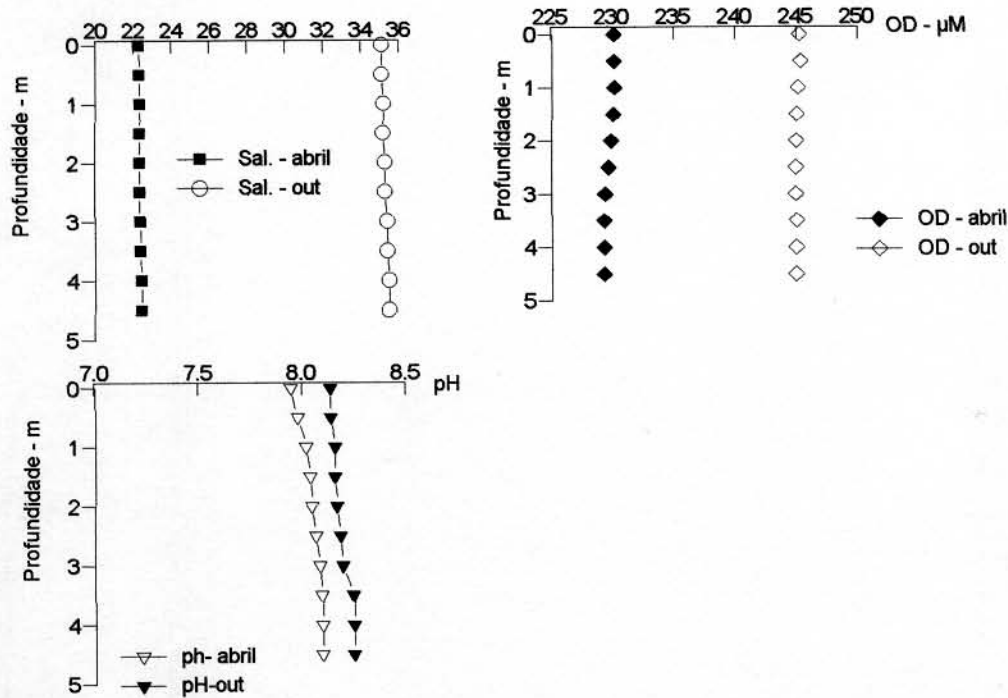 20 22 24 26 28 30 32 34 36
0
1
2
3
4
5
Profundidade - m
Sal. - abril
Sal. - out
225 230 235 240 245 250 OD - µM
0
1
2
3
4
5
Profundidade - m
OD - abril
OD - out
7.0 7.5 8.0 8.5 pH
0
1
2
3
4
5
Profundidade - m
ph- abril
pH-out